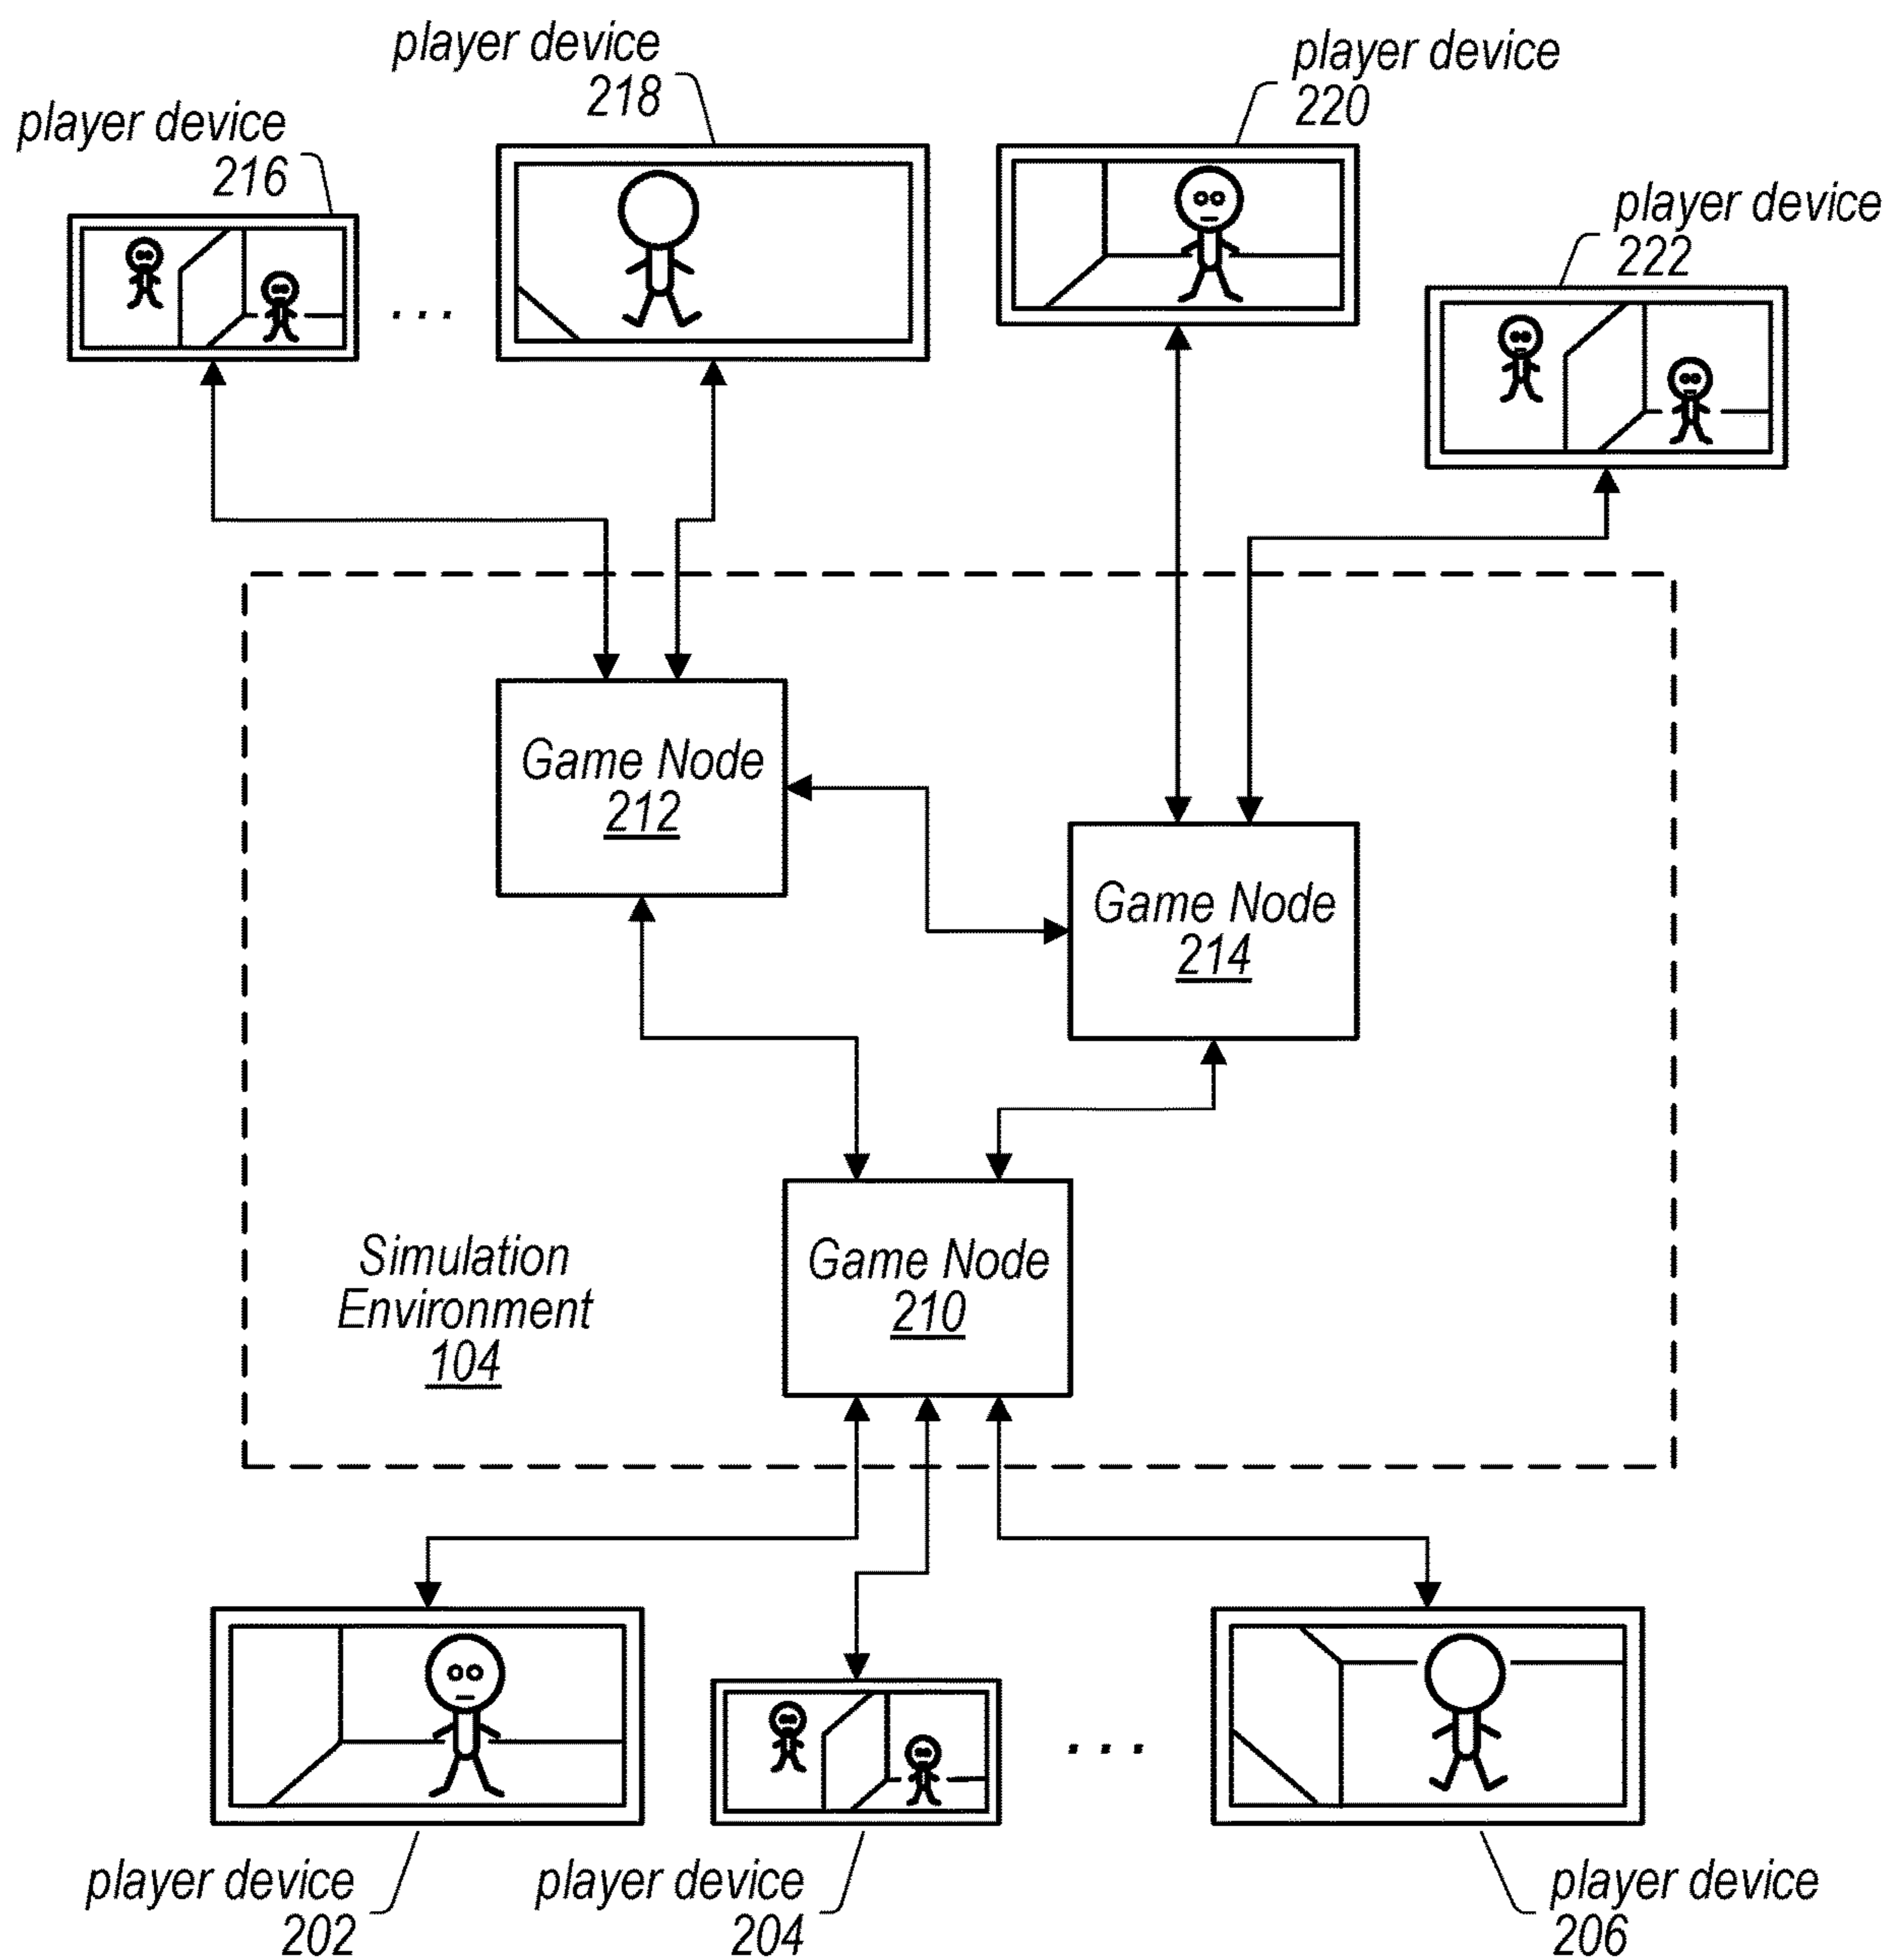 player device
218
player device
220
player device
216
player device
222
. . .
Game Node
212
Game Node
214
Game Node
210
Simulation
Environment
104
. . .
player device
202
player device
204
player device
206